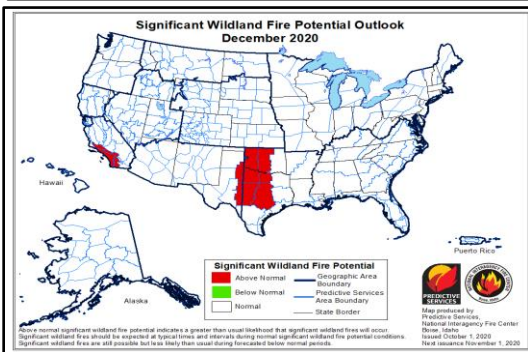 Significant Wildland Fire Potential Outlook
December 2020
Hawaii
Alaska
Puerto Rico
Significant Wildland Fire Potential
Above Normal
Below Normal
Normal
Geographic Area
Boundary
Predictive Services
Area Boundary
State Border
PREDICTIVE
SERVICES
Map produced by
Predictive Services,
National Interagency Fire Center
Boise, Idaho
Issued October 1, 2020
Next issuance November 1, 2020
Above normal significant wildland fire potential indicates a greater than usual likelihood that significant wildland fires will occur.
Significant wildland fires should be expected at typical times and intervals during normal significant wildland fire potential conditions.
Significant wildland fires are still possible but less likely than usual during forecasted below normal periods.